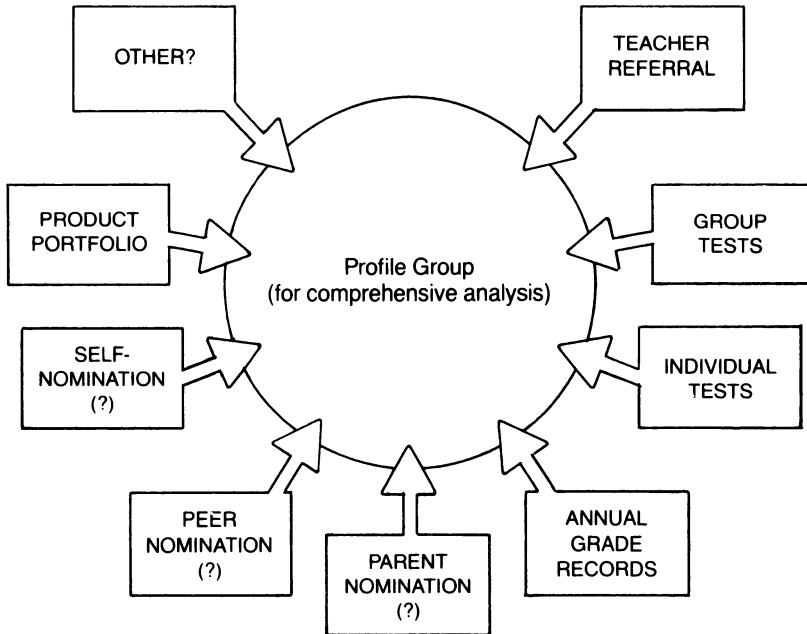 OTHER?
TEACHER
REFERRAL
PRODUCT
PORTFOLIO
GROUP
TESTS
Profile Group
(for comprehensive analysis)
SELF-
NOMINATION
(?)
INDIVIDUAL
TESTS
PEER
NOMINATION
(?)
PARENT
NOMINATION
(?)
ANNUAL
GRADE
RECORDS